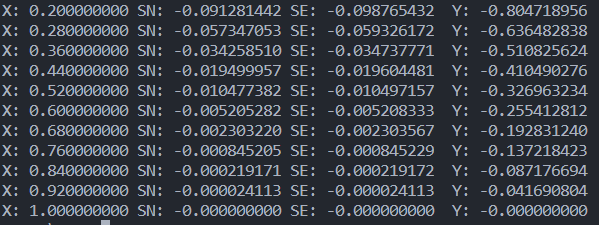 X: 0.200000000 SN: -0.091281442 SE: -0.098765432  Y: -0.804718956
X: 0.280000000 SN: -0.057347053 SE: -0.059326172  Y: -0.636482838
X: 0.360000000 SN: -0.034258510 SE: -0.034737771  Y: -0.510825624
X: 0.440000000 SN: -0.019499957 SE: -0.019604481  Y: -0.410490276
X: 0.520000000 SN: -0.010477382 SE: -0.010497157  Y: -0.326963234
X: 0.600000000 SN: -0.005205282 SE: -0.005208333  Y: -0.255412812
X: 0.680000000 SN: -0.002303220 SE: -0.002303567  Y: -0.192831240
X: 0.760000000 SN: -0.000845205 SE: -0.000845229  Y: -0.137218423
X: 0.840000000 SN: -0.000219171 SE: -0.000219172  Y: -0.087176694
X: 0.920000000 SN: -0.000024113 SE: -0.000024113  Y: -0.041690804
X: 1.000000000 SN: -0.000000000 SE: -0.000000000  Y: -0.000000000